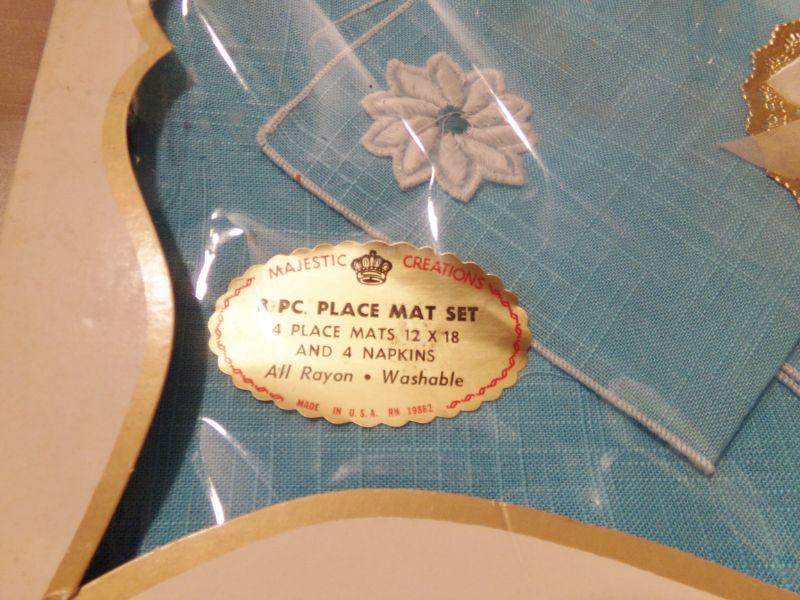 MAJESTIC CREATIONS
8 PC. PLACE MAT SET
4 PLACE MATS 12 X 18
AND 4 NAPKINS
All Rayon • Washable
MADE IN U.S.A. RN 19862